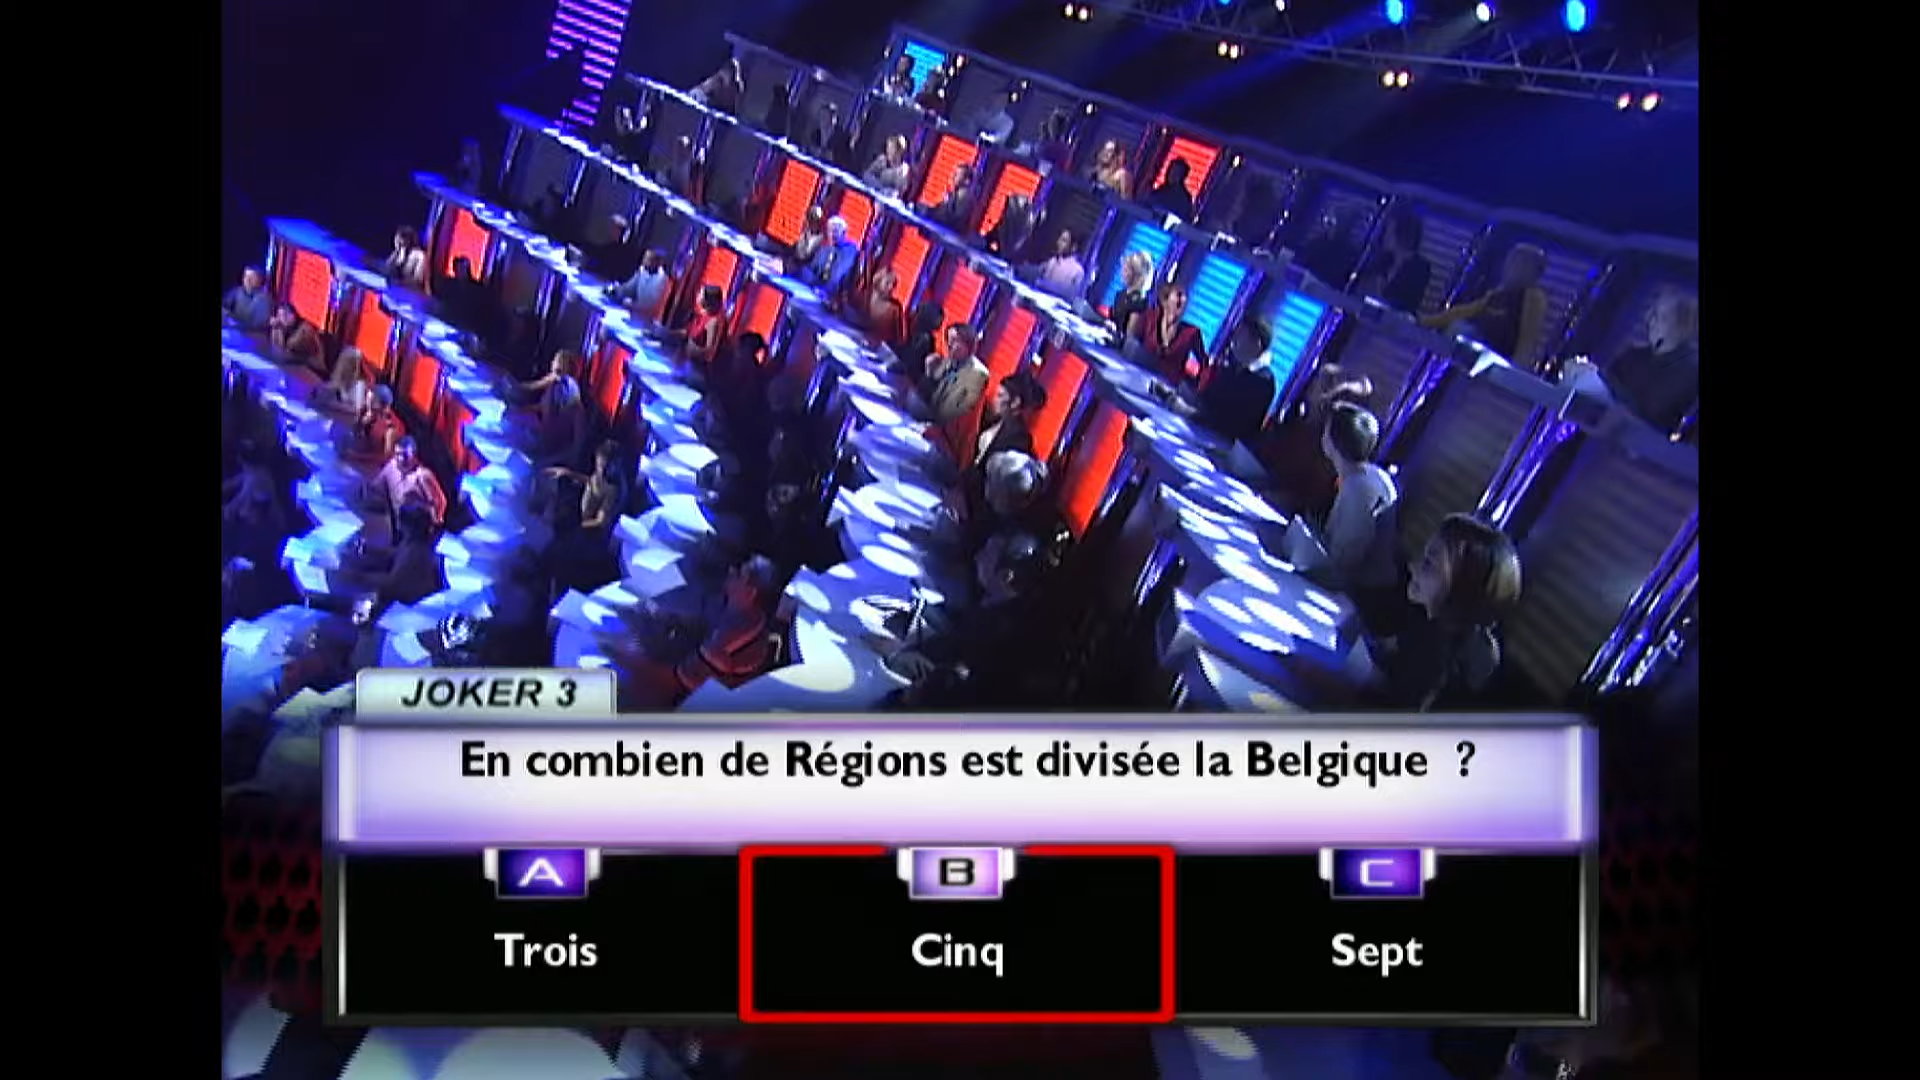 JOKER 3
En combien de Régions est divisée la Belgique ?
A
B
C
Trois
Cinq
Sept